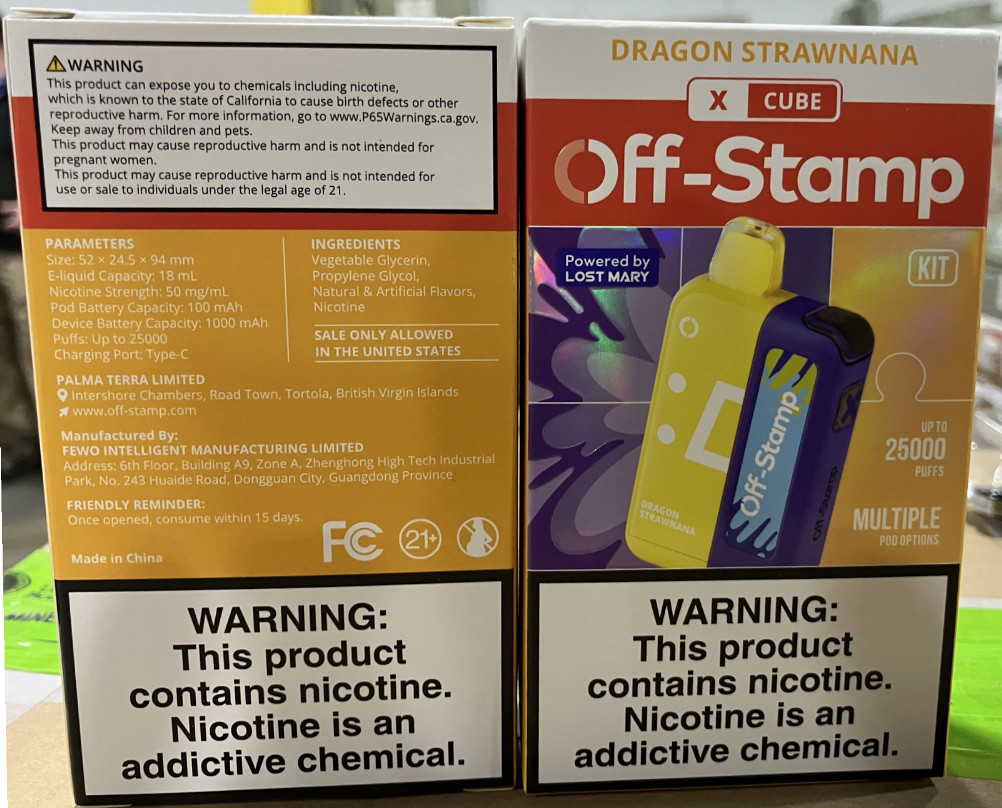 WARNING
This product can expose you to chemicals including nicotine,
which is known to the state of California to cause birth defects or other
reproductive harm. For more information, go to www.P65Warnings.ca.gov.
Keep away from children and pets.
This product may cause reproductive harm and is not intended for
pregnant women.
This product may cause reproductive harm and is not intended for
use or sale to individuals under the legal age of 21.
PARAMETERS
Size: 52 × 24.5 × 94 mm
E-liquid Capacity: 18 mL
Nicotine Strength: 50 mg/mL
Pod Battery Capacity: 100 mAh
Device Battery Capacity: 1000 mAh
Puffs: Up to 25000
Charging Port: Type-C
INGREDIENTS
Vegetable Glycerin,
Propylene Glycol,
Natural & Artificial Flavors,
Nicotine
SALE ONLY ALLOWED
IN THE UNITED STATES
PALMA TERRA LIMITED
Intershore Chambers, Road Town, Tortola, British Virgin Islands
www.off-stamp.com
Manufactured By:
FEWO INTELLIGENT MANUFACTURING LIMITED
Address: 6th Floor, Building A9, Zone A, Zhenghong High Tech Industrial
Park, No. 243 Huaide Road, Dongguan City, Guangdong Province
FRIENDLY REMINDER:
Once opened, consume within 15 days.
FC
21+
Made in China
WARNING:
This product
contains nicotine.
Nicotine is an
addictive chemical.
DRAGON STRAWNANA
X CUBE
Off-Stamp
Powered by
LOST MARY
KIT
Off-Stamp
Off-Stamp
DRAGON
STRAWNANA
UP TO
25000
PUFFS
MULTIPLE
POD OPTIONS
WARNING:
This product
contains nicotine.
Nicotine is an
addictive chemical.